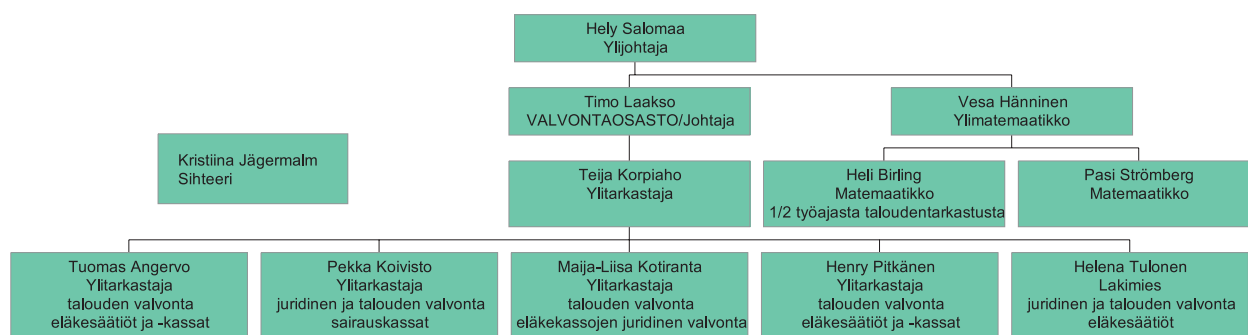 Hely Salomaa
Ylijohtaja
Timo Laakso
VALVONTAOSASTO/Johtaja
Vesa Hänninen
Ylimatemaatikko
Kristiina Jägermalm
Sihteeri
Teija Korpiaho
Ylitarkastaja
Heli Birling
Matemaatikko
1/2 työajasta taloudentarkastusta
Pasi Strömberg
Matemaatikko
Tuomas Angervo
Ylitarkastaja
talouden valvonta
eläkesäätiöt ja -kassat
Pekka Koivisto
Ylitarkastaja
juridinen ja talouden valvonta
sairauskassat
Maija-Liisa Kotiranta
Ylitarkastaja
talouden valvonta
eläkekassojen juridinen valvonta
Henry Pitkänen
Ylitarkastaja
talouden valvonta
eläkesäätiöt ja -kassat
Helena Tulonen
Lakimies
juridinen ja talouden valvonta
eläkesäätiöt